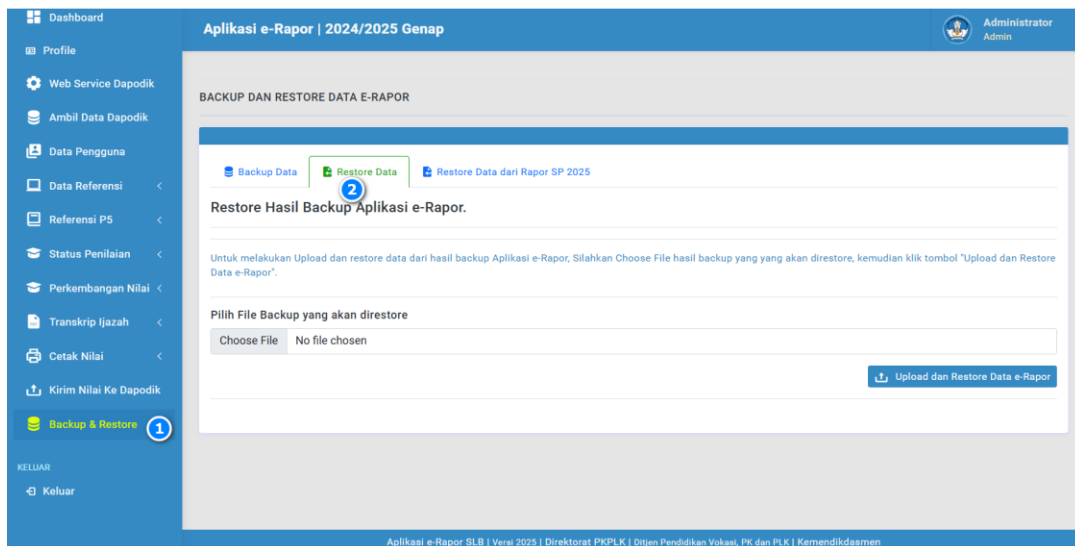 Dashboard
Profile
Web Service Dapodik
Ambil Data Dapodik
Data Pengguna
Data Referensi
Referensi P5
Status Penilaian
Perkembangan Nilai
Transkrip Ijazah
Cetak Nilai
Kirim Nilai Ke Dapodik
Backup & Restore
1
KELUAR
Keluar
Aplikasi e-Rapor | 2024/2025 Genap
Administrator
Admin
BACKUP DAN RESTORE DATA E-RAPOR
Backup Data
Restore Data
Restore Data dari Rapor SP 2025
2
Restore Hasil Backup Aplikasi e-Rapor.
Untuk melakukan Upload dan restore data dari hasil backup Aplikasi e-Rapor, Silahkan Choose File hasil backup yang yang akan direstore, kemudian klik tombol "Upload dan Restore
Data e-Rapor".
Pilih File Backup yang akan direstore
Choose File No file chosen
Upload dan Restore Data e-Rapor
Aplikasi e-Rapor SLB | Versi 2025 | Direktorat PKPLK | Ditjen Pendidikan Vokasi, PK dan PLK | Kemendikdasmen